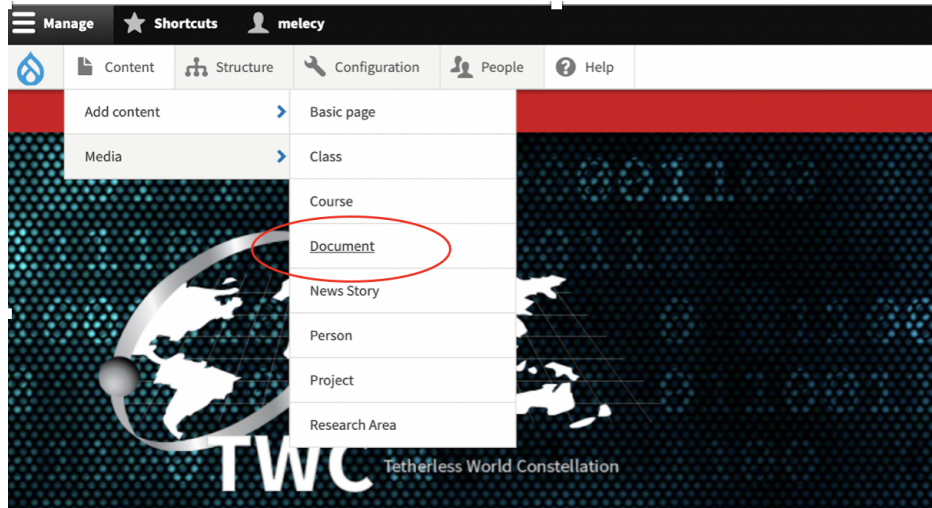 Manage Shortcuts melecy
Content Structure Configuration People Help
Add content
Basic page
Media
Class
Course
Document
News Story
Person
Project
Research Area
0011
TWC
Tetherless World Constellation